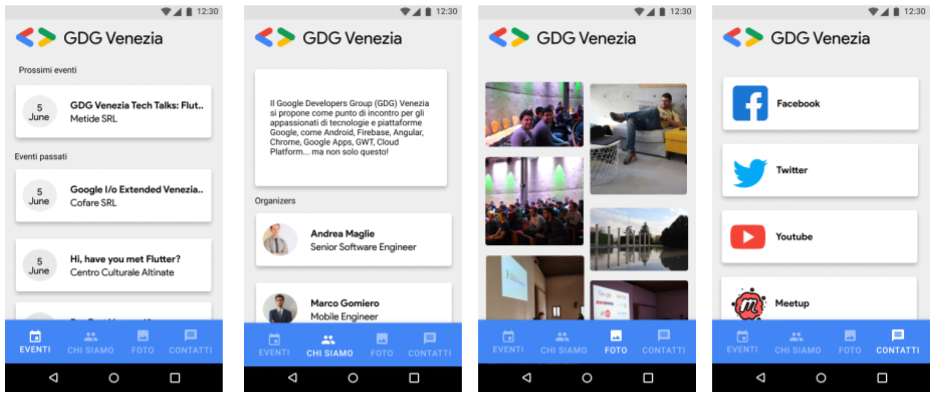 12:30
GDG Venezia
Prossimi eventi
5
June
GDG Venezia Tech Talks: Flut..
Metide SRL
Eventi passati
5
June
Google I/o Extended Venezia..
Cofare SRL
5
June
Hi, have you met Flutter?
Centro Culturale Altinate
EVENTI
CHI SIAMO
FOTO
CONTATTI
12:30
GDG Venezia
Il Google Developers Group (GDG) Venezia
si propone come punto di incontro per gli
appassionati di tecnologie e piattaforme
Google, come Android, Firebase, Angular,
Chrome, Google Apps, GWT, Cloud
Platform... ma non solo questo!
Organizers
Andrea Maglie
Senior Software Engineer
Marco Gomiero
Mobile Engineer
EVENTI
CHI SIAMO
FOTO
CONTATTI
12:30
GDG Venezia
EVENTI
CHI SIAMO
FOTO
CONTATTI
12:30
GDG Venezia
Facebook
Twitter
Youtube
m
Meetup
EVENTI
CHI SIAMO
FOTO
CONTATTI